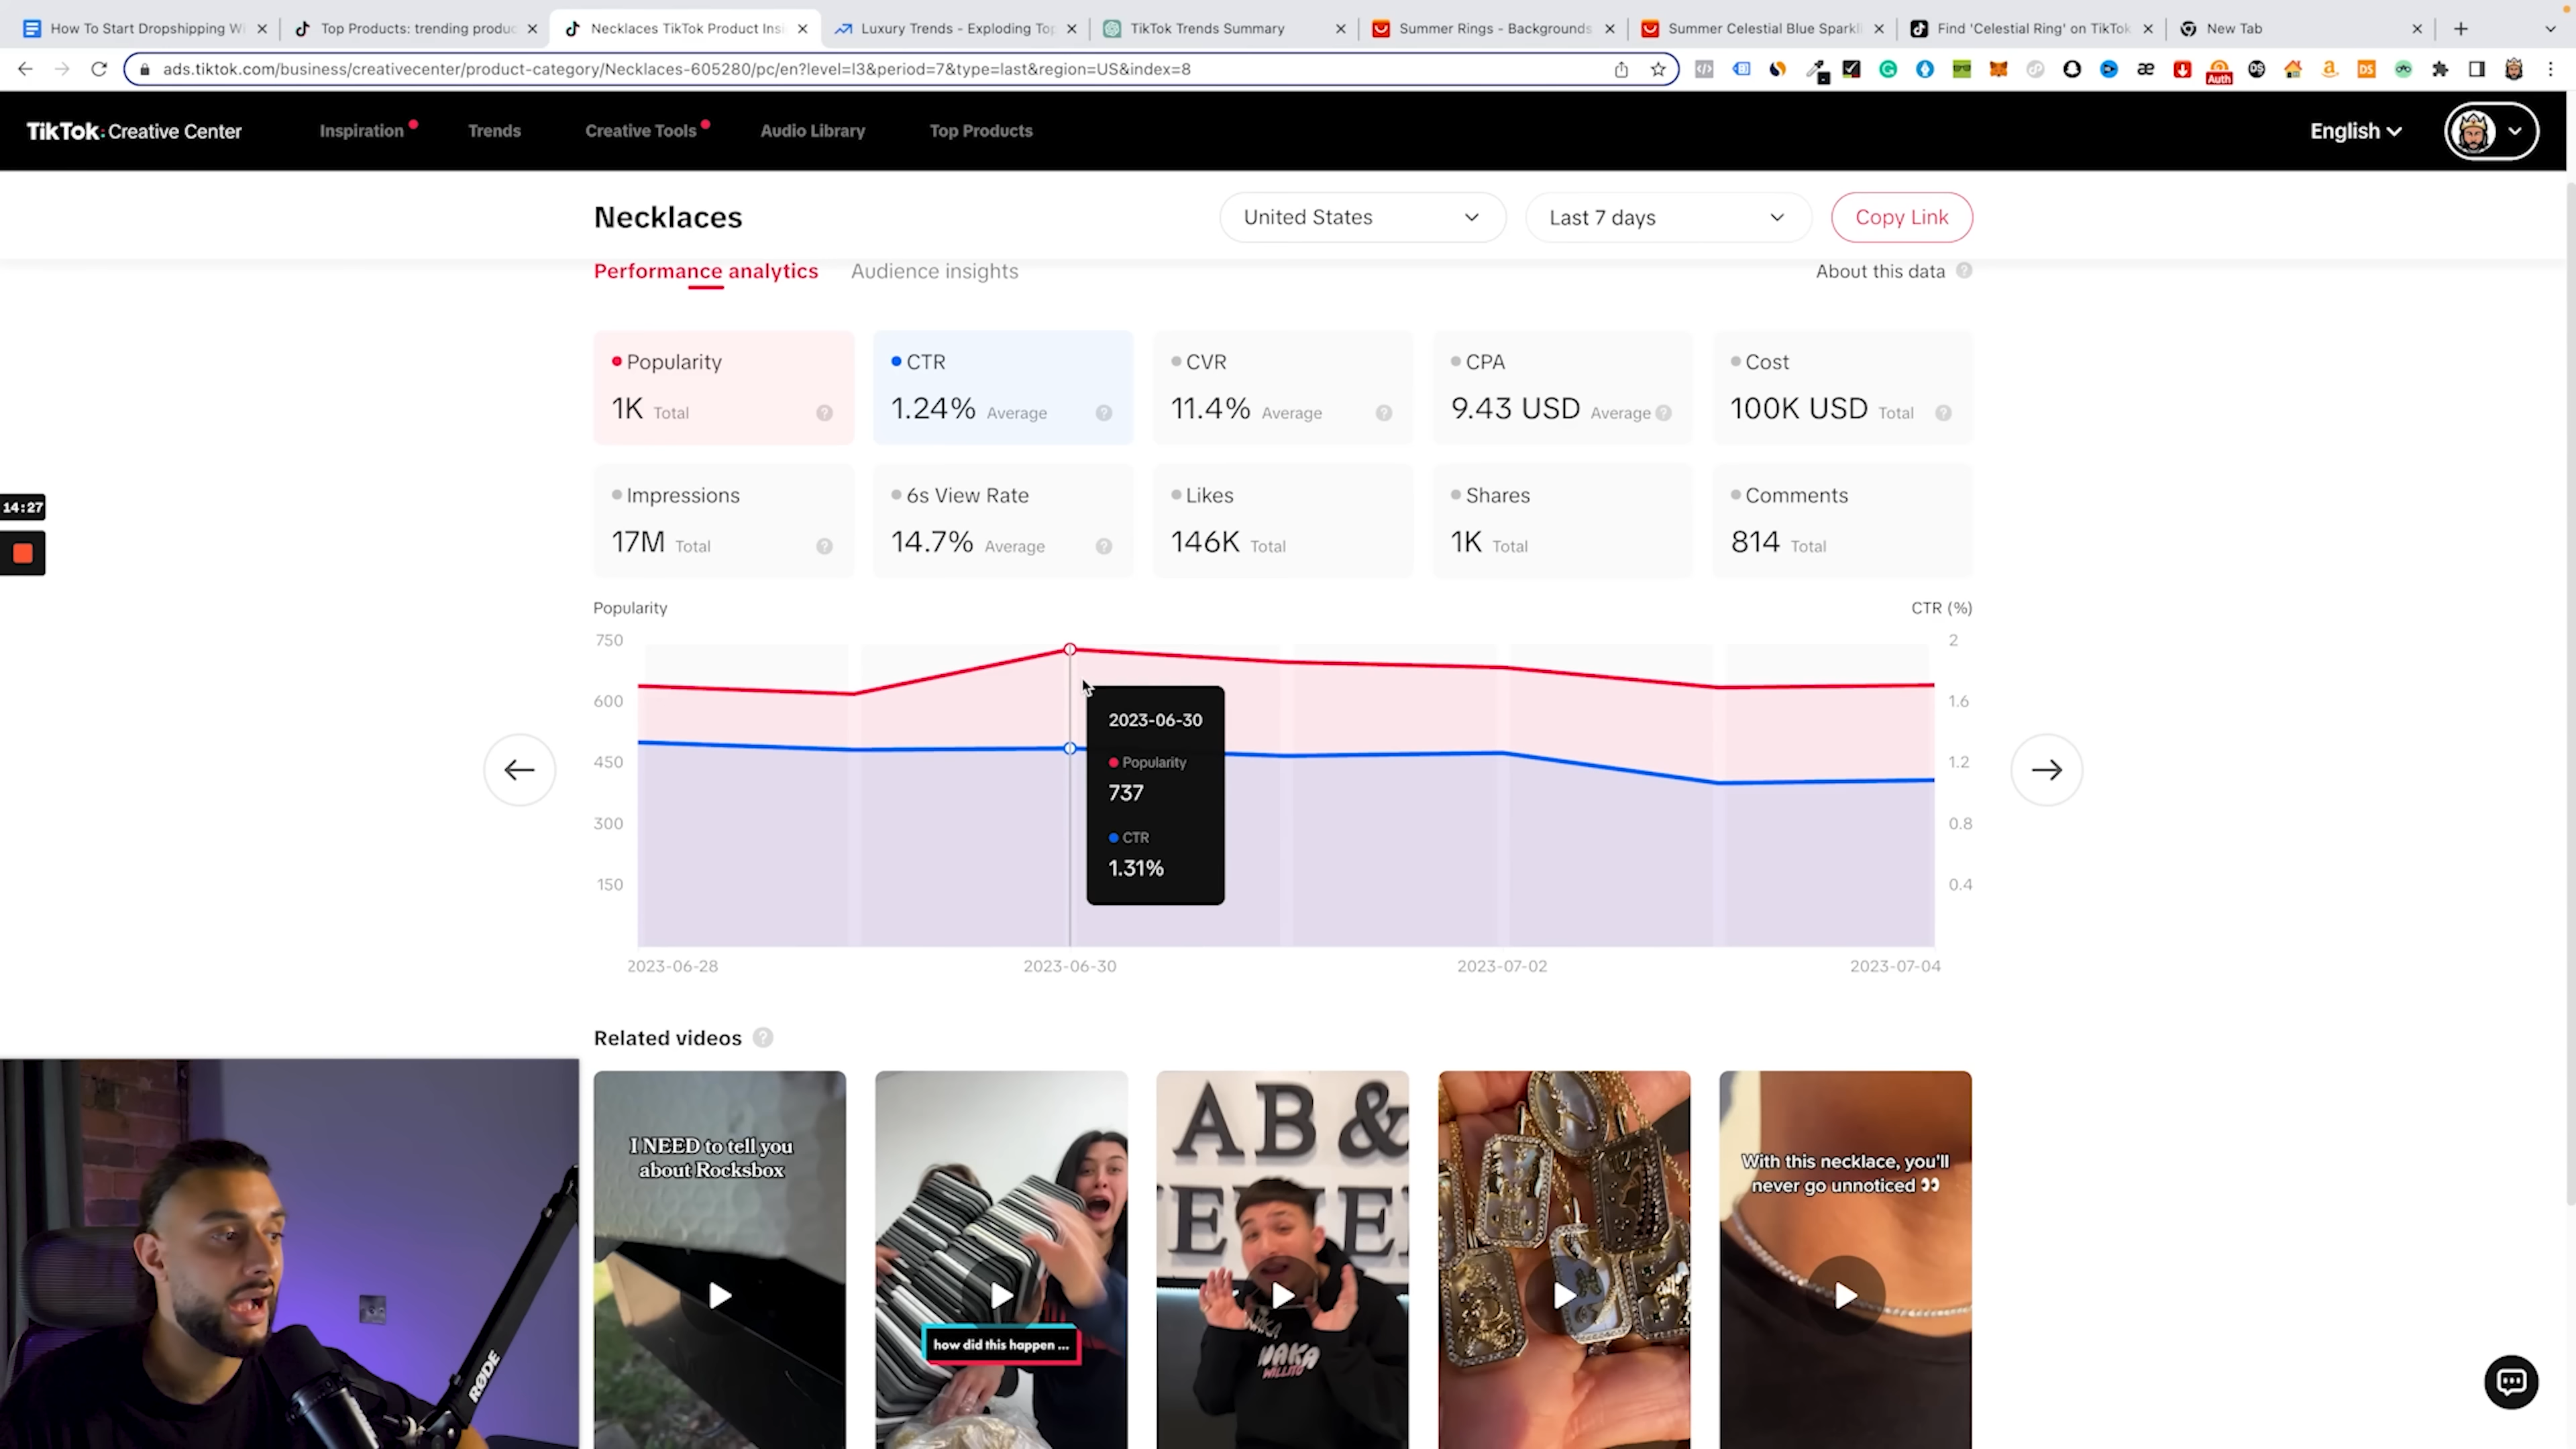 How To Start Dropshipping Wi
Top Products: trending produc
Necklaces TikTok Product Insi
Luxury Trends - Exploding Top
TikTok Trends Summary
Summer Rings - Backgrounds
Summer Celestial Blue Sparkli
Find 'Celestial Ring' on TikTok
New Tab
ads.tiktok.com/business/creativecenter/product-category/Necklaces-605280/pc/en?level=l3&period=7&type=last&region=US&index=8
TikTok: Creative Center
Inspiration
Trends
Creative Tools
Audio Library
Top Products
English
Necklaces
United States
Last 7 days
Copy Link
Performance analytics
Audience insights
About this data
Popularity
1K Total
CTR
1.24% Average
CVR
11.4% Average
CPA
9.43 USD Average
Cost
100K USD Total
Impressions
17M Total
6s View Rate
14.7% Average
Likes
146K Total
Shares
1K Total
Comments
814 Total
14:27
Popularity
CTR (%)
750
600
450
300
150
2
1.6
1.2
0.8
0.4
2023-06-30
Popularity
737
CTR
1.31%
2023-06-28
2023-06-30
2023-07-02
2023-07-04
Related videos
I NEED to tell you
about Rocksbox
how did this happen ...
AB &
EWE
With this necklace, you'll
never go unnoticed 👀
RØDE
Auth